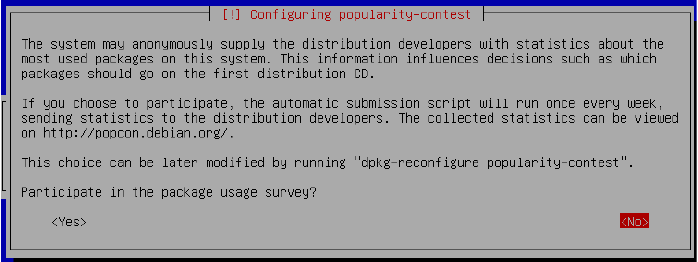 [!] Configuring popularity-contest
The system may anonymously supply the distribution developers with statistics about the
most used packages on this system. This information influences decisions such as which
packages should go on the first distribution CD.
If you choose to participate, the automatic submission script will run once every week,
sending statistics to the distribution developers. The collected statistics can be viewed
on http://popcon.debian.org/.
This choice can be later modified by running "dpkg-reconfigure popularity-contest".
Participate in the package usage survey?
<Yes> <No>